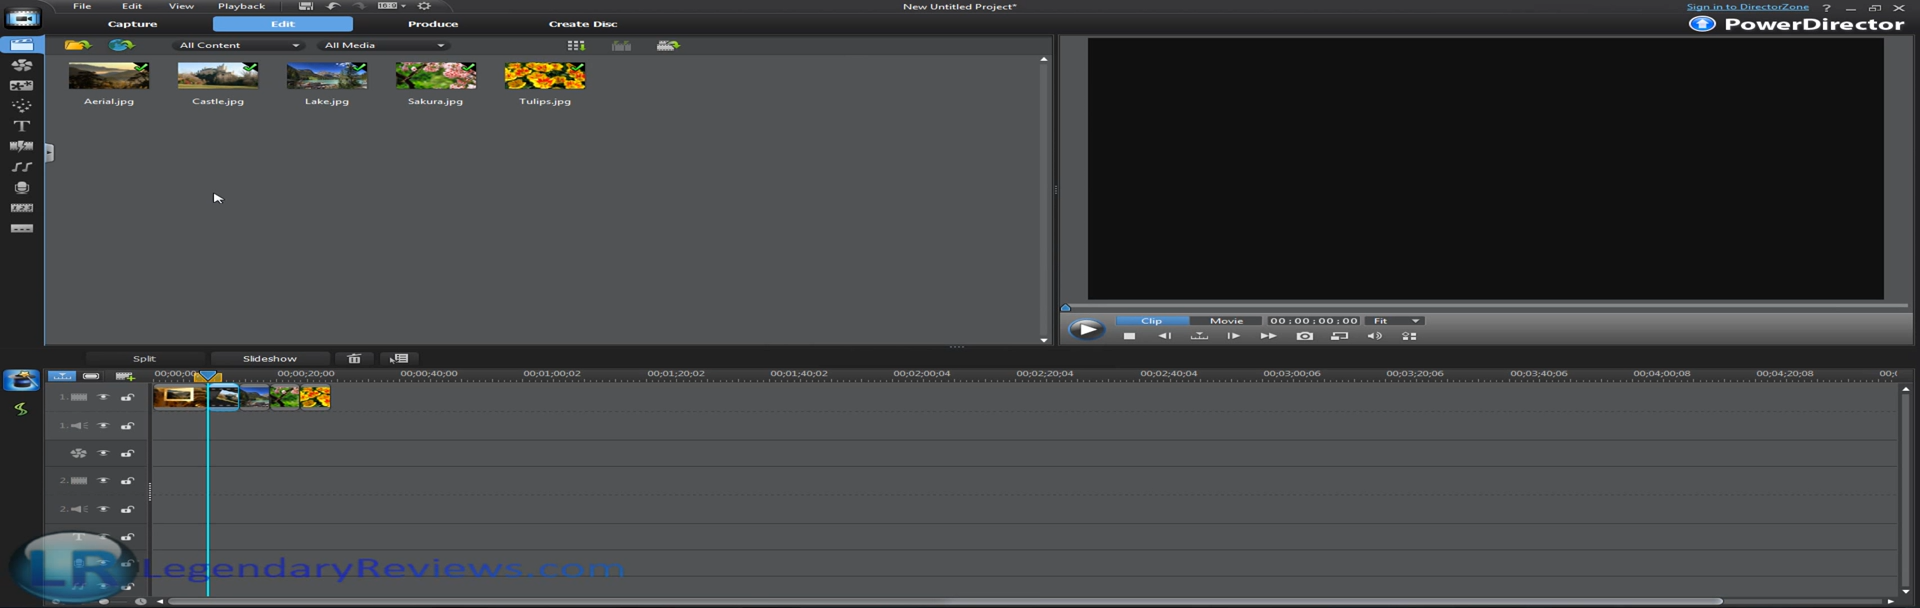 File Edit View Playback
New Untitled Project*
Sign in to DirectorZone ?
Capture Edit Produce Create Disc
PowerDirector
All Content All Media
Aerial.jpg Castle.jpg Lake.jpg Sakura.jpg Tulips.jpg
Clip Movie 00:00:00:00 Fit
Split Slideshow
00;00;00 00;00;20;00 00;00;40;00 00;01;00;02 00;01;20;02 00;01;40;02 00;02;00;04 00;02;20;04 00;02;40;04 00;03;00;06 00;03;20;06 00;03;40;06 00;04;00;08 00;04;20;08
1.
1.
2.
2.
T
LR LegendaryReviews.com